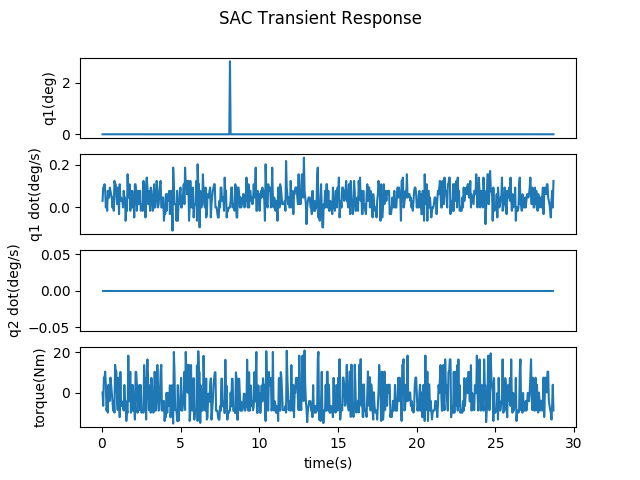 SAC Transient Response
q1(deg)
2
0
q1 dot(deg/s)
0.2
0.0
q2 dot(deg/s)
0.05
0.00
−0.05
torque(Nm)
20
0
0 5 10 15 20 25 30
time(s)